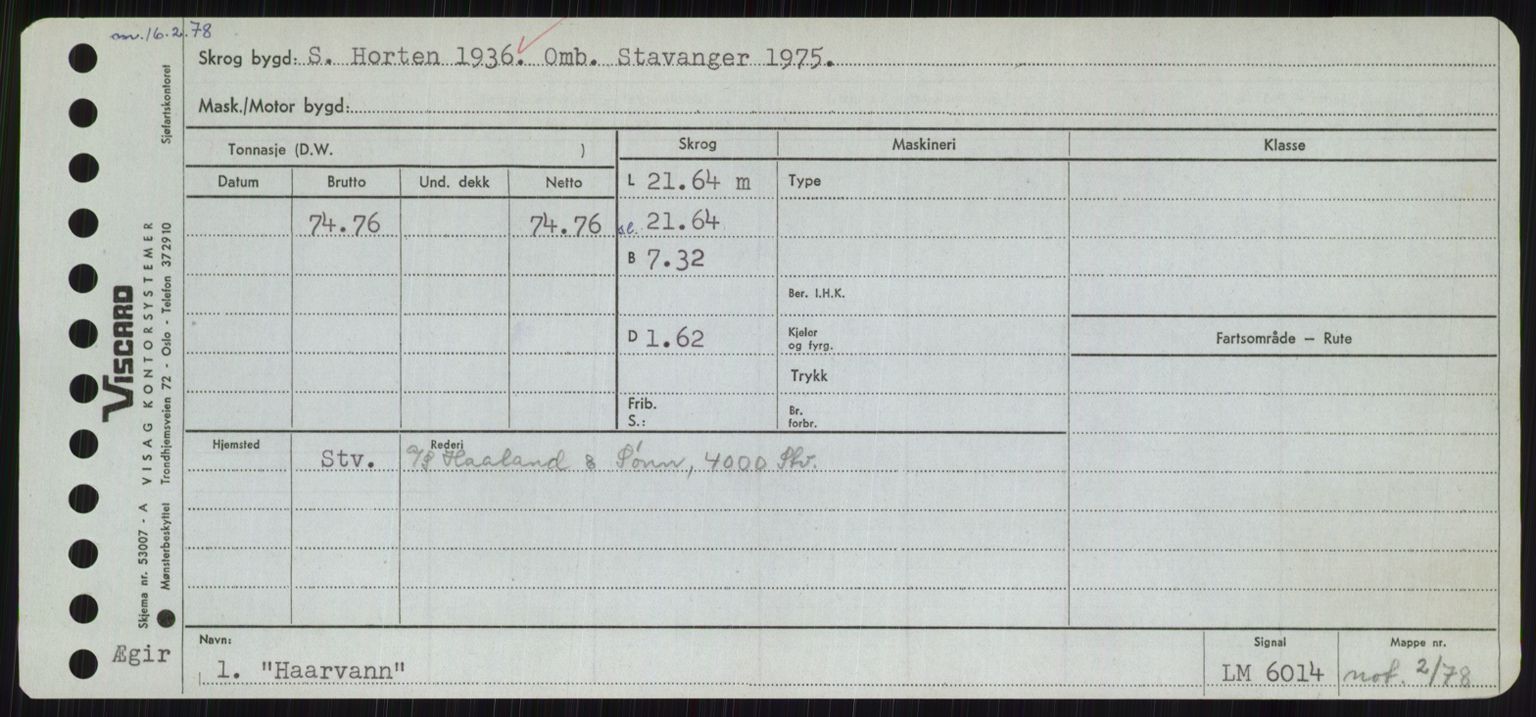 anm. 16.2.78
Skrog bygd: S. Horten 1936. Omb. Stavanger 1975.
Mask./Motor bygd:
Tonnasje (D.W. )
Skrog
Maskineri
Klasse
Datum
Brutto
Und. dekk
Netto
L 21.64 m
Type
74.76
74.76
sl. 21.64
B 7.32
Ber. I.H.K.
D 1.62
Kjeler
og fyrg.
Fartsområde – Rute
Trykk
Frib.
S.:
Br.
forbr.
Hjemsted
Stv.
Rederi
A/S Haaland & Sønn, 4000 Stv.
Navn:
1. "Haarvann"
Signal
LM 6014
Mappe nr.
not. 2/78
Ægir
Viscard
Skjema nr. 53007 - A VISAG KONTORSYSTEMER
Mønsterbeskyttet Trondhjemsveien 72 - Oslo - Telefon 372910 Sjøfartskontoret